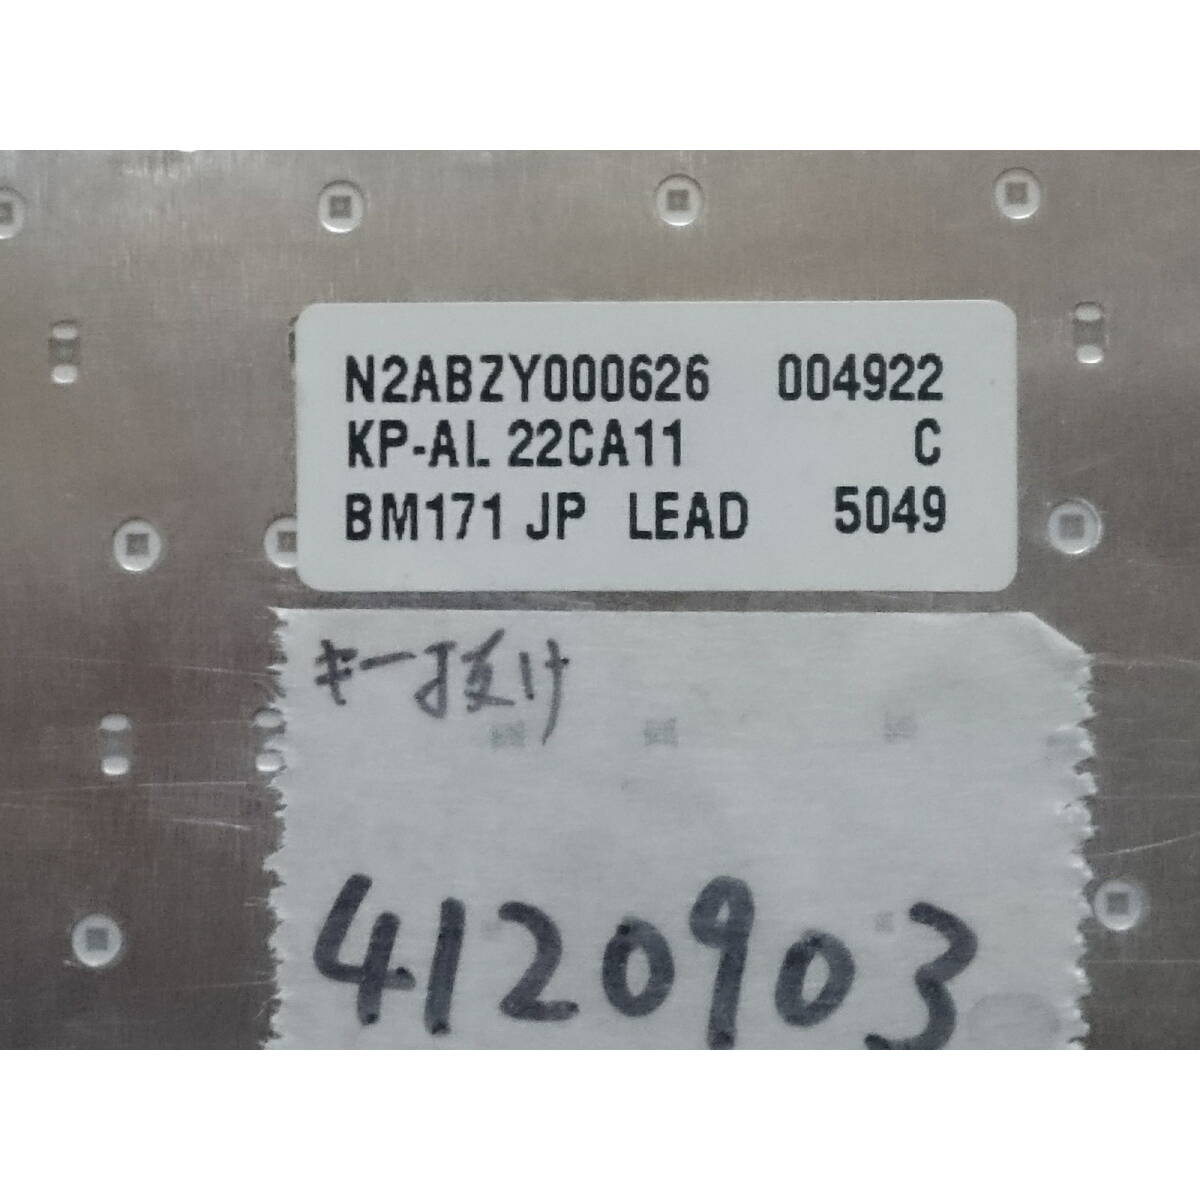 N2ABZY000626 004922
KP-AL 22CA11 C
BM171 JP LEAD 5049
キー抜け
4120903